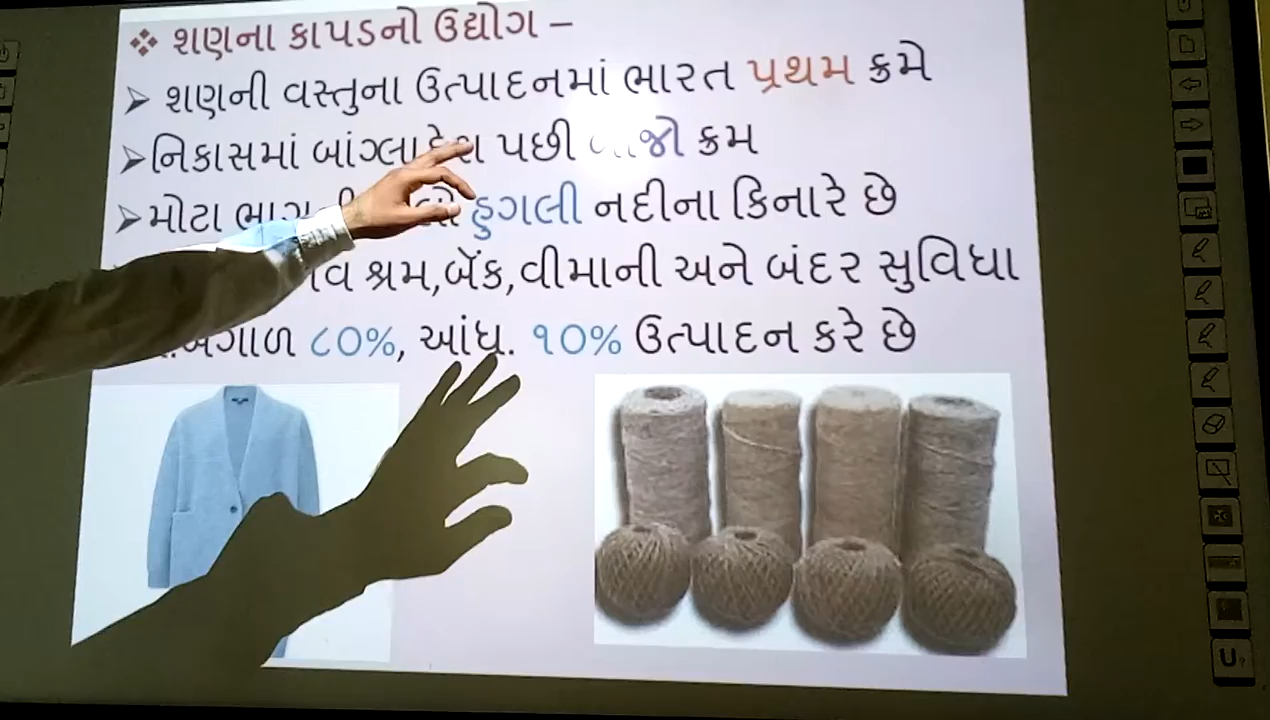 ❖ શણના કાપડનો ઉદ્યોગ –
➢ શણની વસ્તુના ઉત્પાદનમાં ભારત પ્રથમ ક્રમે
➢ નિકાસમાં પછી ક્રમ
➢ મોટા હુગલી નદીના કિનારે છે
શ્રમ,બેંક,વીમાની અને બંદર સુવિધા
૮૦%, આંધ્ર. ૧૦% ઉત્પાદન કરે છે